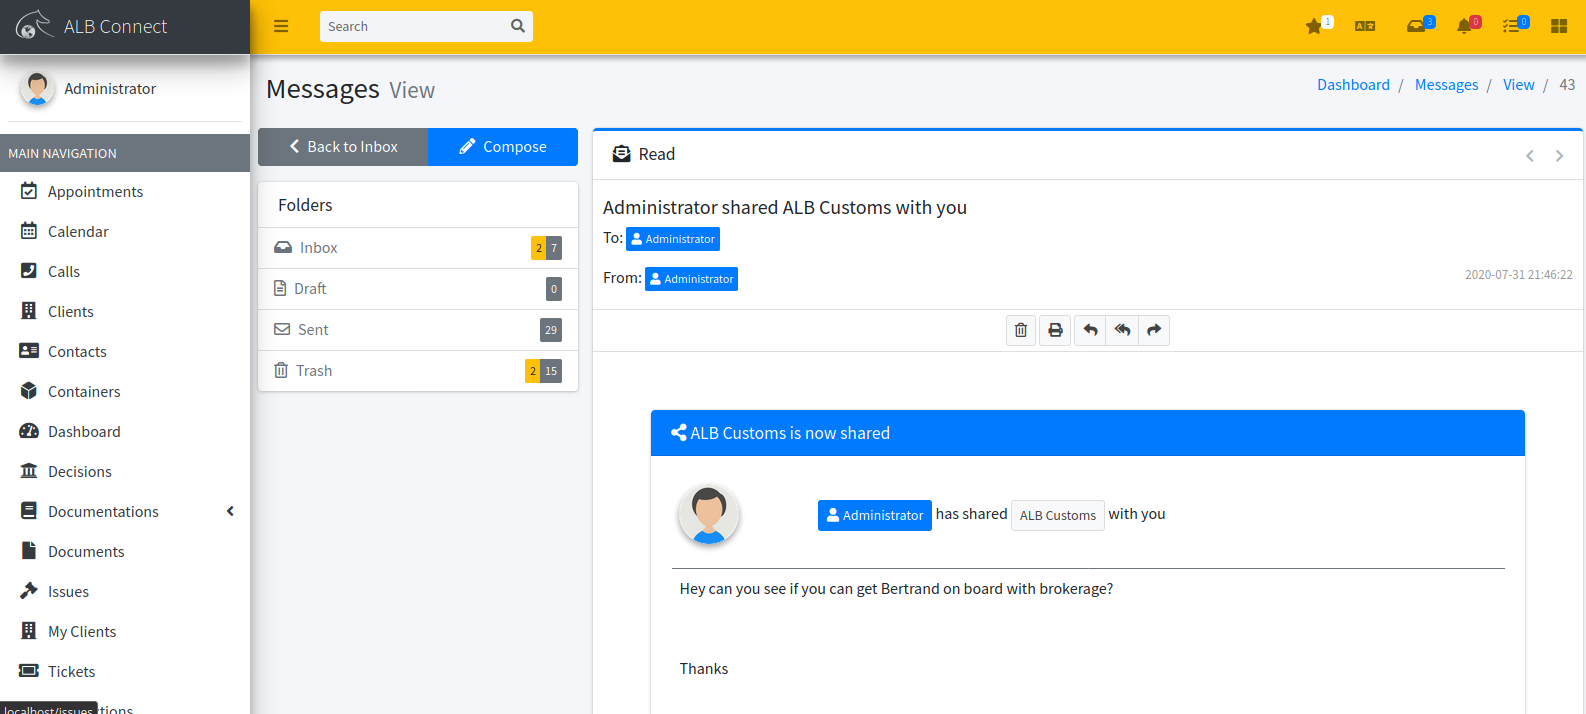 ALB Connect
Search
1
3
0
0
Administrator
Messages View
Dashboard / Messages / View / 43
MAIN NAVIGATION
Appointments
Calendar
Calls
Clients
Contacts
Containers
Dashboard
Decisions
Documentations
Documents
Issues
My Clients
Tickets
localhost/issues
Back to Inbox
Compose
Folders
Inbox 2 7
Draft 0
Sent 29
Trash 2 15
Read
Administrator shared ALB Customs with you
To: Administrator
From: Administrator
2020-07-31 21:46:22
ALB Customs is now shared
Administrator has shared ALB Customs with you
Hey can you see if you can get Bertrand on board with brokerage?
Thanks